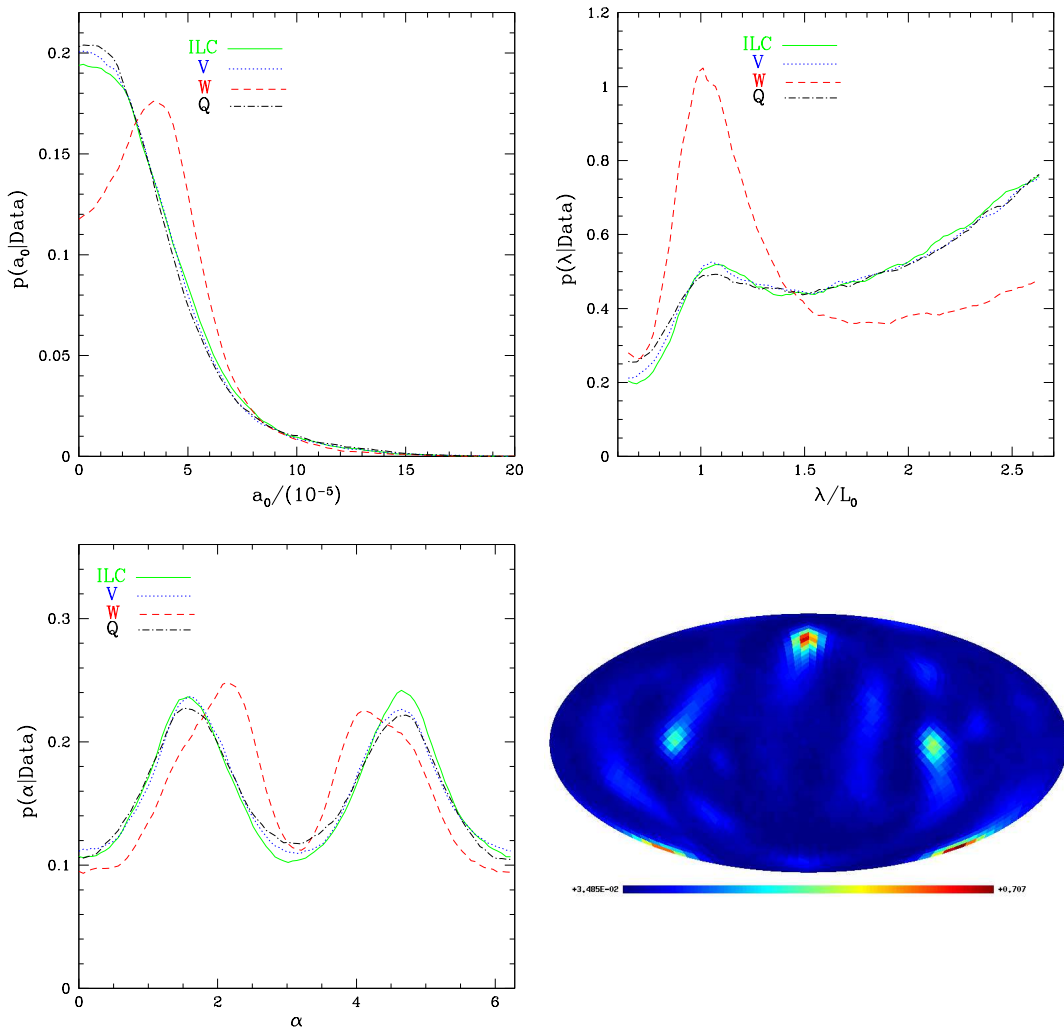 ILC
V
W
Q
0.2
0.15
0.1
0.05
0
p(a₀|Data)
0 5 10 15 20
a₀/(10⁻⁵)
ILC
V
W
Q
1.2
1
0.8
0.6
0.4
0.2
0
p(λ|Data)
1 1.5 2 2.5
λ/L₀
ILC
V
W
Q
0.3
0.2
0.1
0
p(α|Data)
0 2 4 6
α
+3.485E-02 +0.707